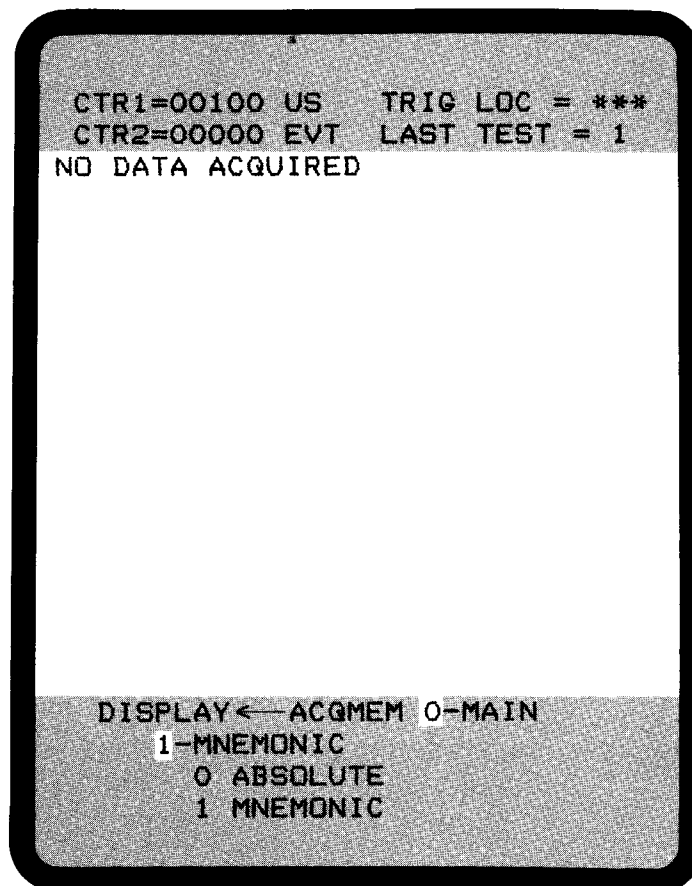 CTR1=00100 US TRIG LOC = ***
CTR2=00000 EVT LAST TEST = 1
NO DATA ACQUIRED
DISPLAY←ACQMEM 0-MAIN
1-MNEMONIC
0 ABSOLUTE
1 MNEMONIC